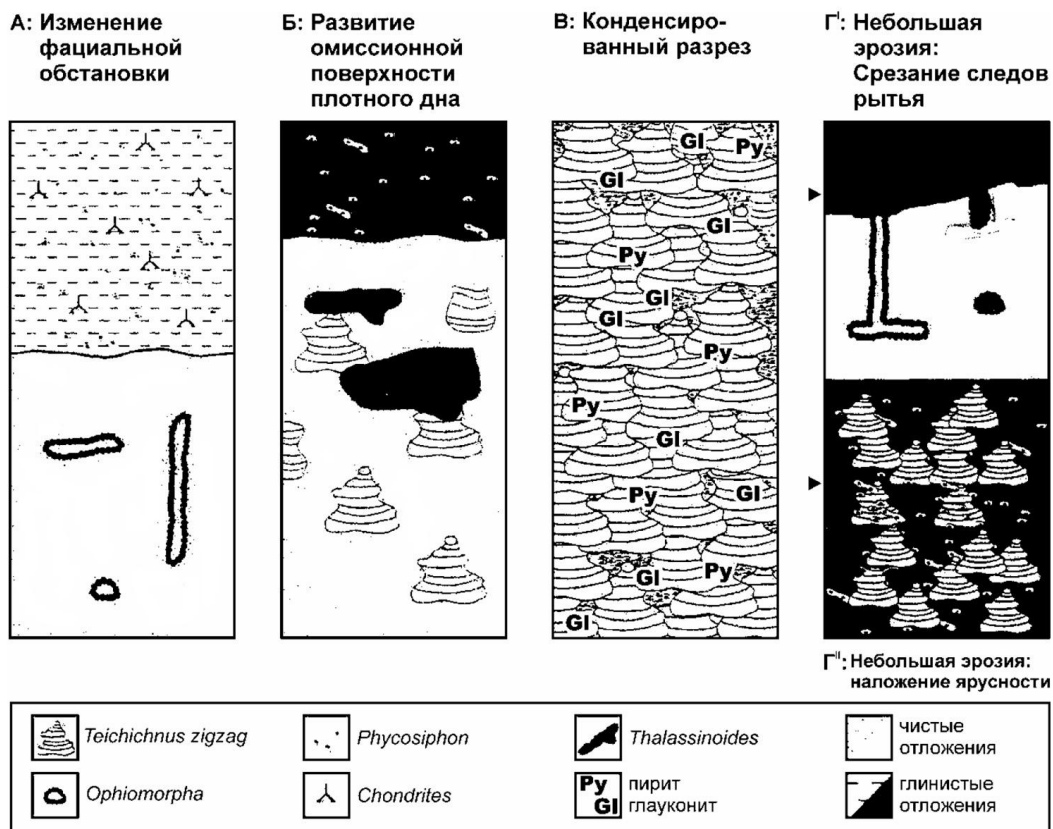 А: Изменение
фациальной
обстановки
Б: Развитие
омиссионной
поверхности
плотного дна
В: Конденсиро-
ванный разрез
Гᴵ: Небольшая
эрозия:
Срезание следов
рытья
Gl
Py
Gl
Gl
Py
Gl
Gl
Py
Py
Gl
Py
Gl
Gl
Py
Gl
Гᴵᴵ: Небольшая эрозия:
наложение ярусности
Teichichnus zigzag
Phycosiphon
Thalassinoides
чистые
отложения
Ophiomorpha
Chondrites
Py
Gl
пирит
глауконит
глинистые
отложения